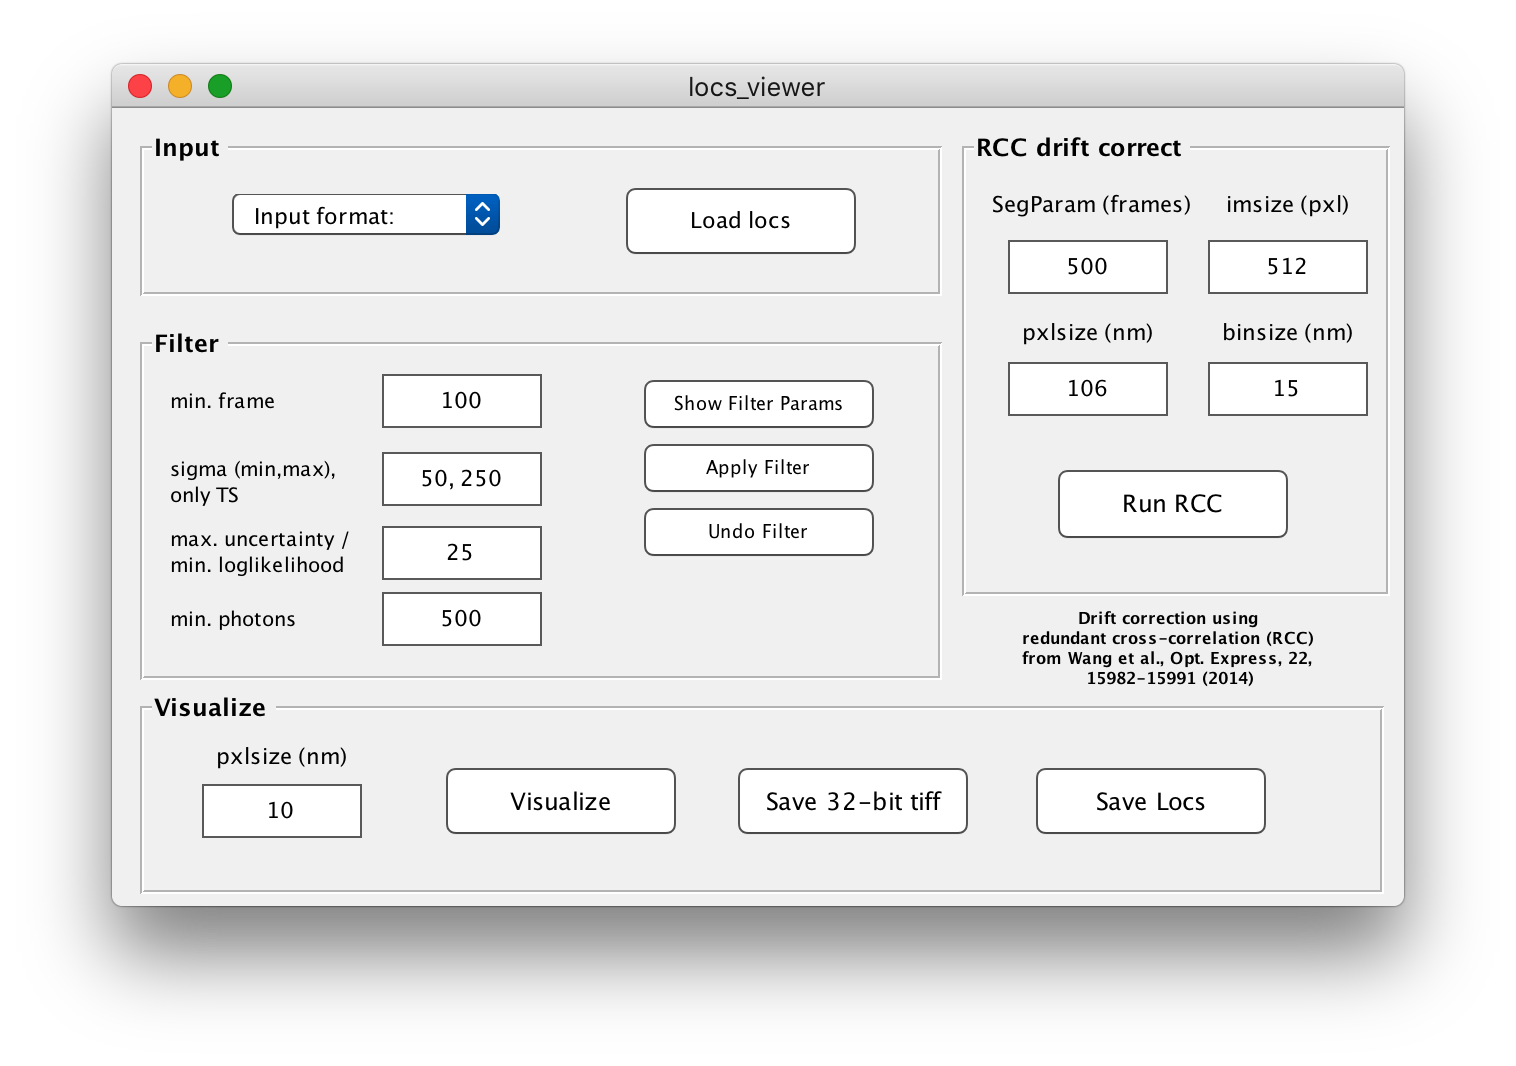 locs_viewer
Input
Input format:
Load locs
Filter
min. frame
100
sigma (min,max),
only TS
50, 250
max. uncertainty /
min. loglikelihood
25
min. photons
500
Show Filter Params
Apply Filter
Undo Filter
RCC drift correct
SegParam (frames)
imsize (pxl)
500
512
pxlsize (nm)
binsize (nm)
106
15
Run RCC
Drift correction using
redundant cross-correlation (RCC)
from Wang et al., Opt. Express, 22,
15982-15991 (2014)
Visualize
pxlsize (nm)
10
Visualize
Save 32-bit tiff
Save Locs